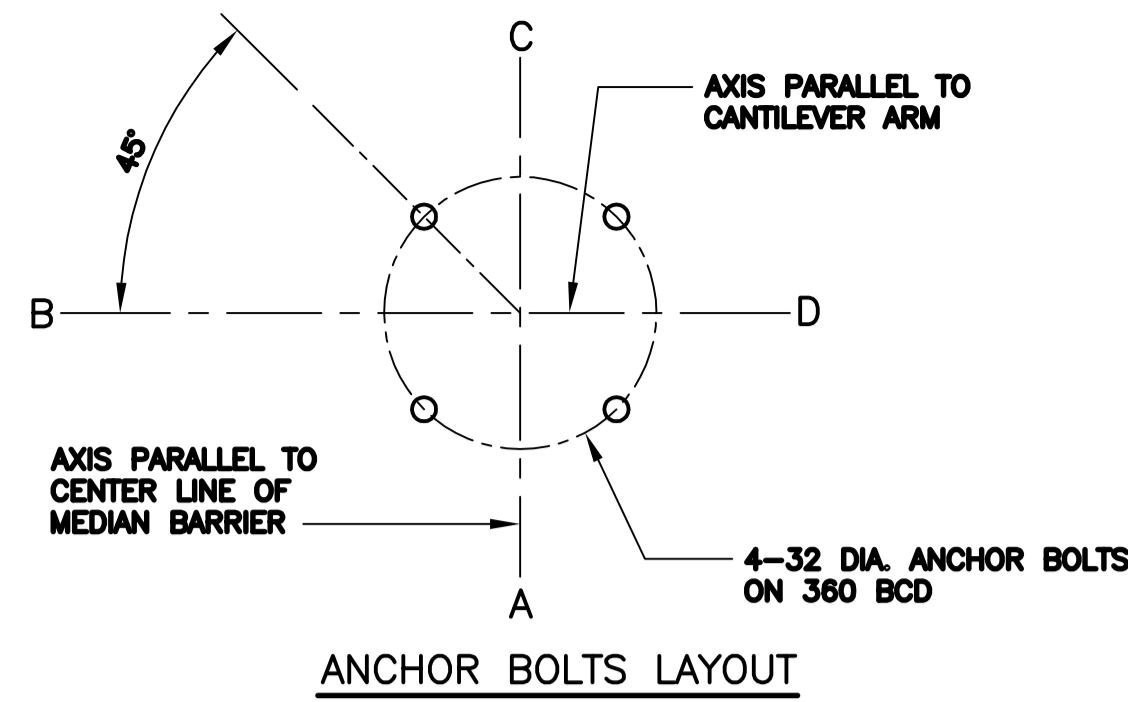 C
AXIS PARALLEL TO
CANTILEVER ARM
45°
B
D
AXIS PARALLEL TO
CENTER LINE OF
MEDIAN BARRIER
4-32 DIA. ANCHOR BOLTS
ON 360 BCD
A
ANCHOR BOLTS LAYOUT